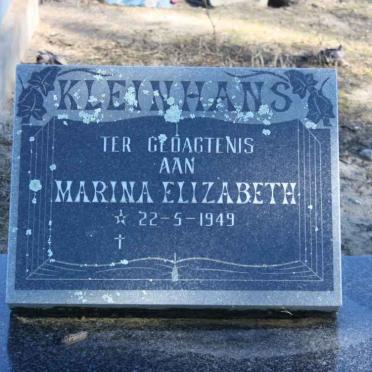 KLEINHANS
TER GEDAGTENIS
AAN
MARINA ELIZABETH
☆ 22-5-1949
†